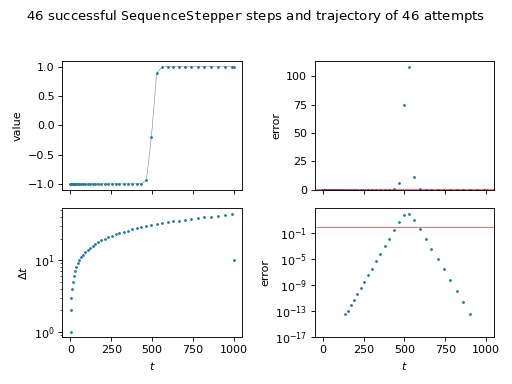 46 successful SequenceStepper steps and trajectory of 46 attempts
1.0
0.5
0.0
−0.5
−1.0
value
100
75
50
25
0
error
10¹
10⁰
Δt
0 250 500 750 1000
t
10⁻¹
10⁻⁵
10⁻⁹
10⁻¹³
10⁻¹⁷
error
0 250 500 750 1000
t